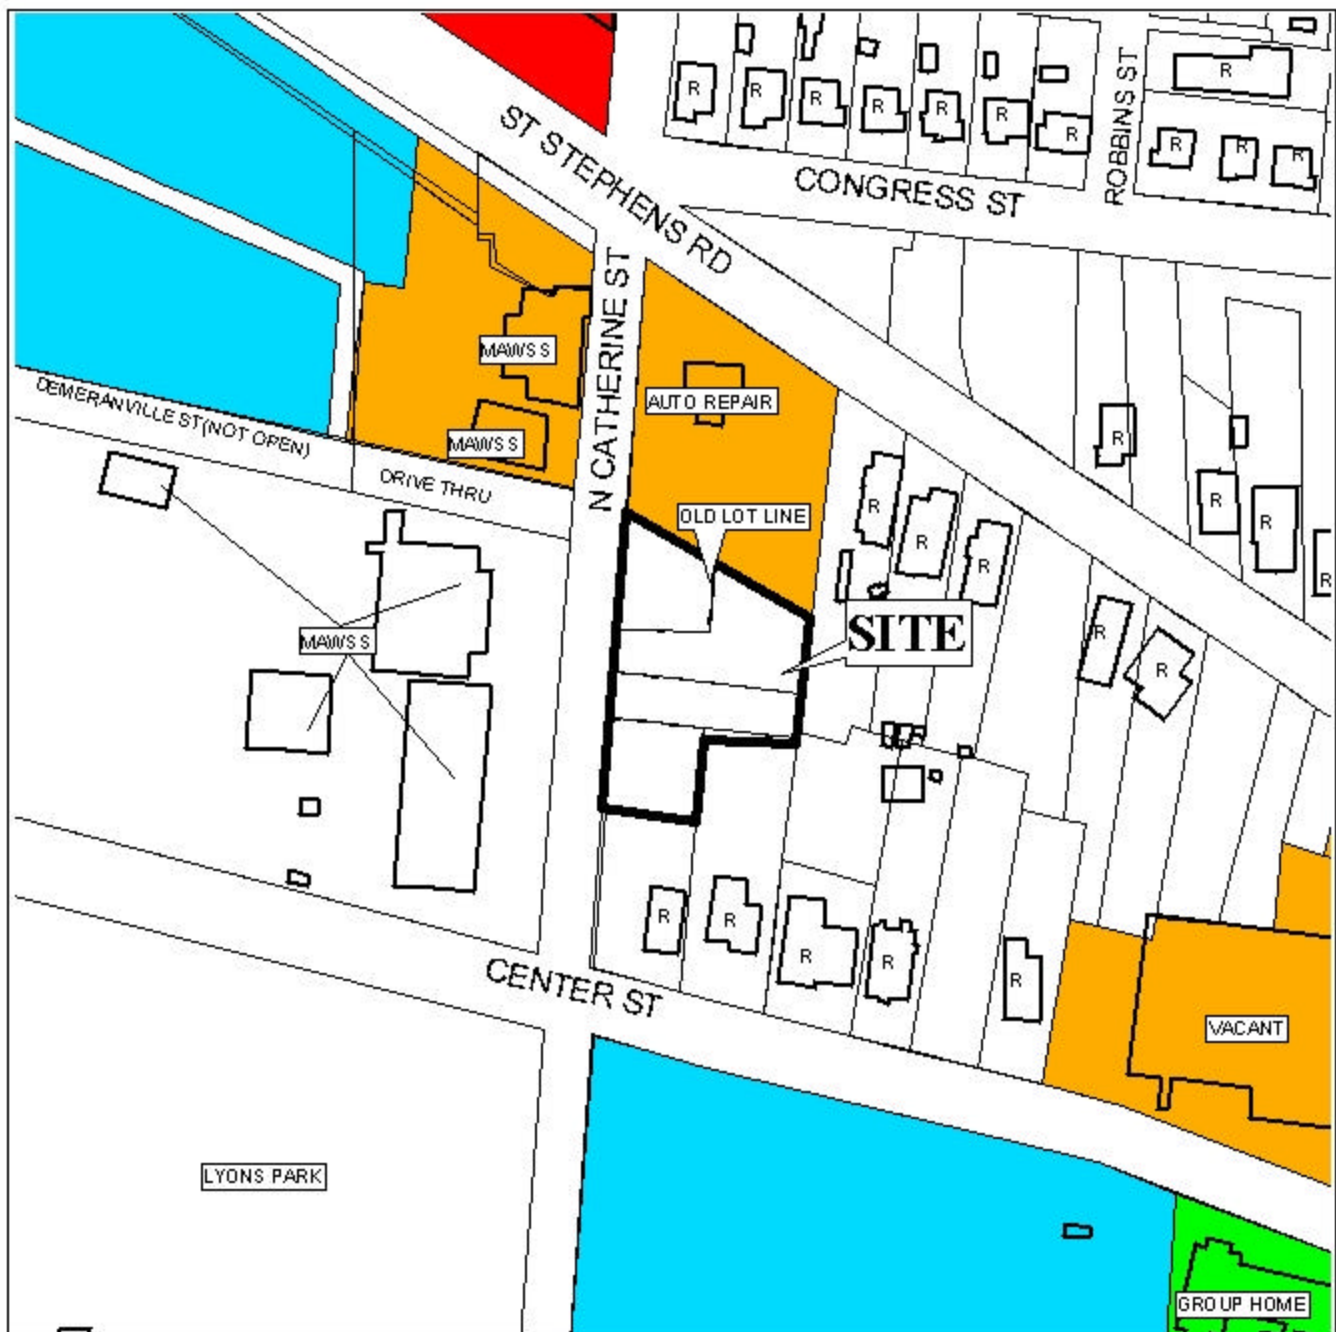 R
R
R
R
R
R
R
R
R
R
R
ROBBINS ST
ST STEPHENS RD
CONGRESS ST
N CATHERINE ST
MAWSS
AUTO REPAIR
MAWSS
DEMERANVILLE ST(NOT OPEN)
DRIVE THRU
OLD LOT LINE
R
R
R
R
R
R
R
SITE
MAWSS
R
R
R
R
R
R
R
CENTER ST
VACANT
LYONS PARK
GROUP HOME